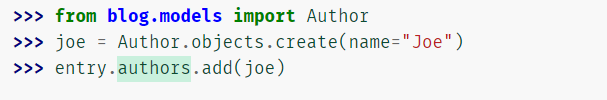 >>> from blog.models import Author
>>> joe = Author.objects.create(name="Joe")
>>> entry.authors.add(joe)